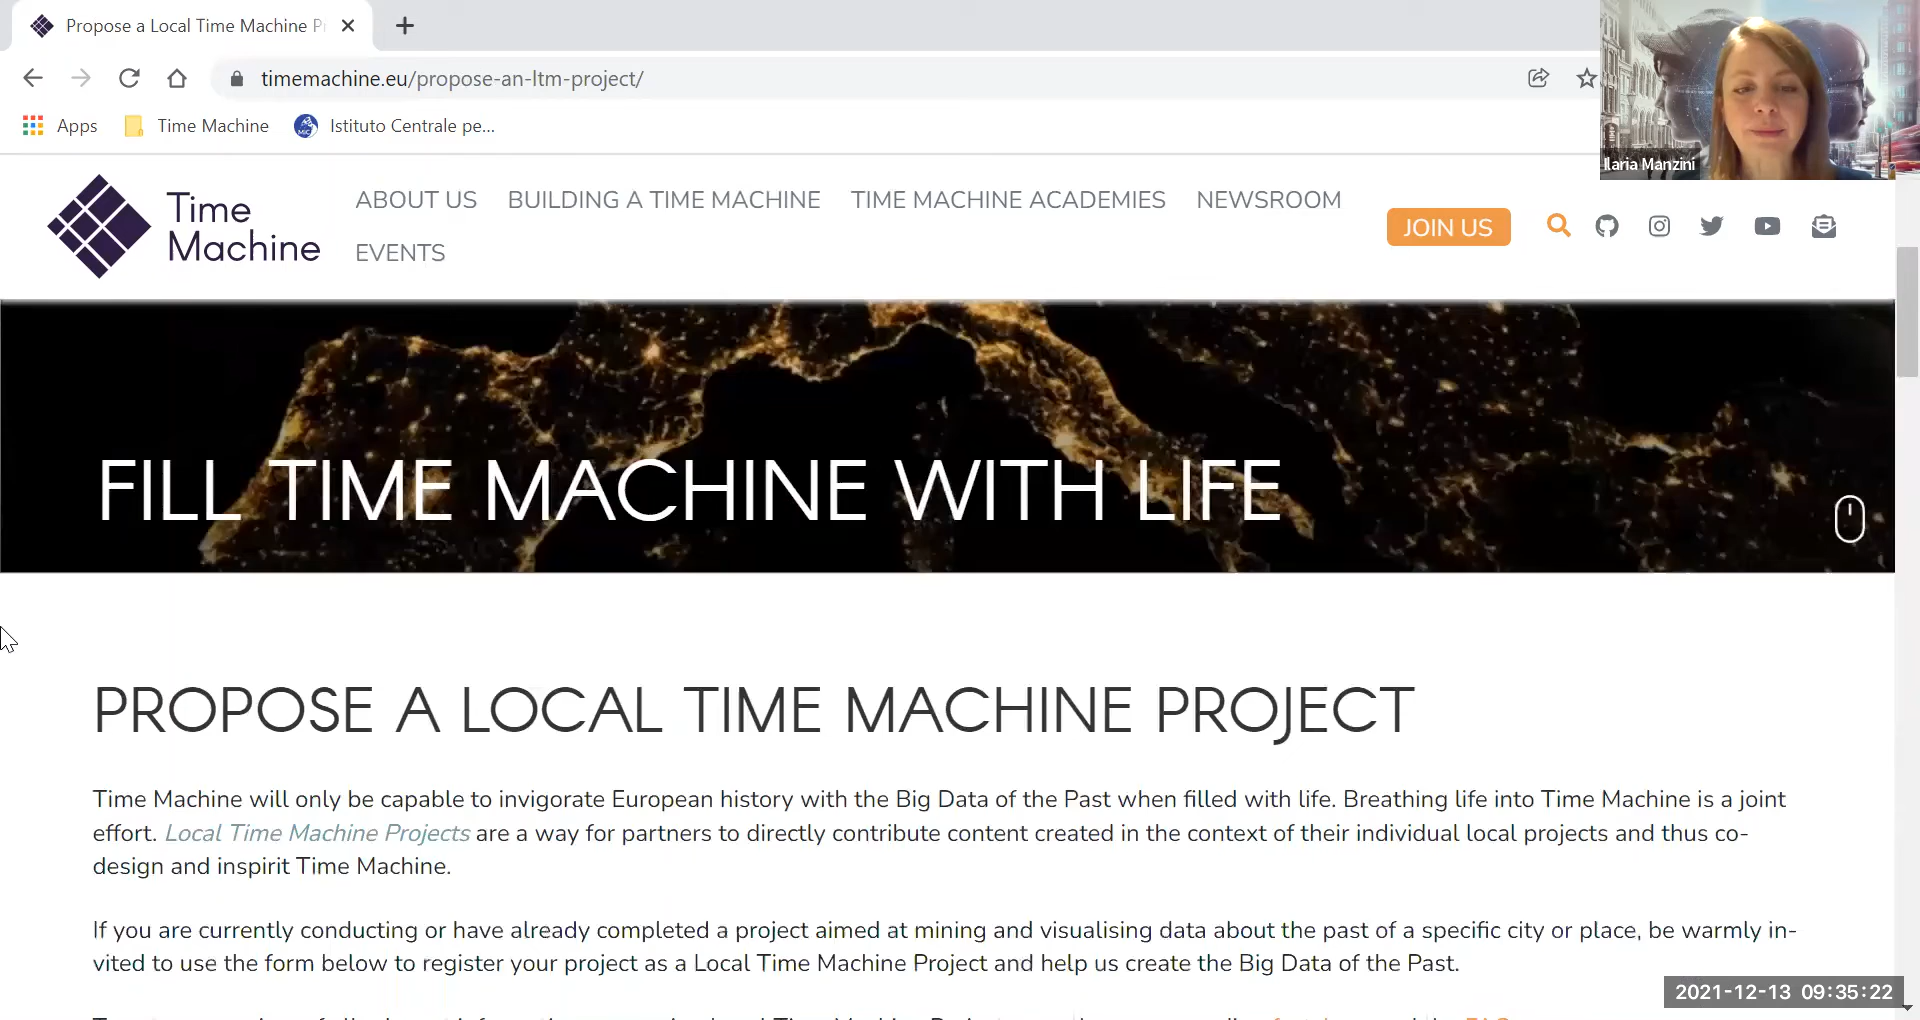 Propose a Local Time Machine P
timemachine.eu/propose-an-ltm-project/
Apps
Time Machine
Istituto Centrale pe...
MiC
Ilaria Manzini
Time
Machine
ABOUT US
BUILDING A TIME MACHINE
TIME MACHINE ACADEMIES
NEWSROOM
EVENTS
JOIN US
FILL TIME MACHINE WITH LIFE
PROPOSE A LOCAL TIME MACHINE PROJECT
Time Machine will only be capable to invigorate European history with the Big Data of the Past when filled with life. Breathing life into Time Machine is a joint
effort. Local Time Machine Projects are a way for partners to directly contribute content created in the context of their individual local projects and thus co-
design and inspirit Time Machine.
If you are currently conducting or have already completed a project aimed at mining and visualising data about the past of a specific city or place, be warmly in-
vited to use the form below to register your project as a Local Time Machine Project and help us create the Big Data of the Past.
2021-12-13 09:35:22